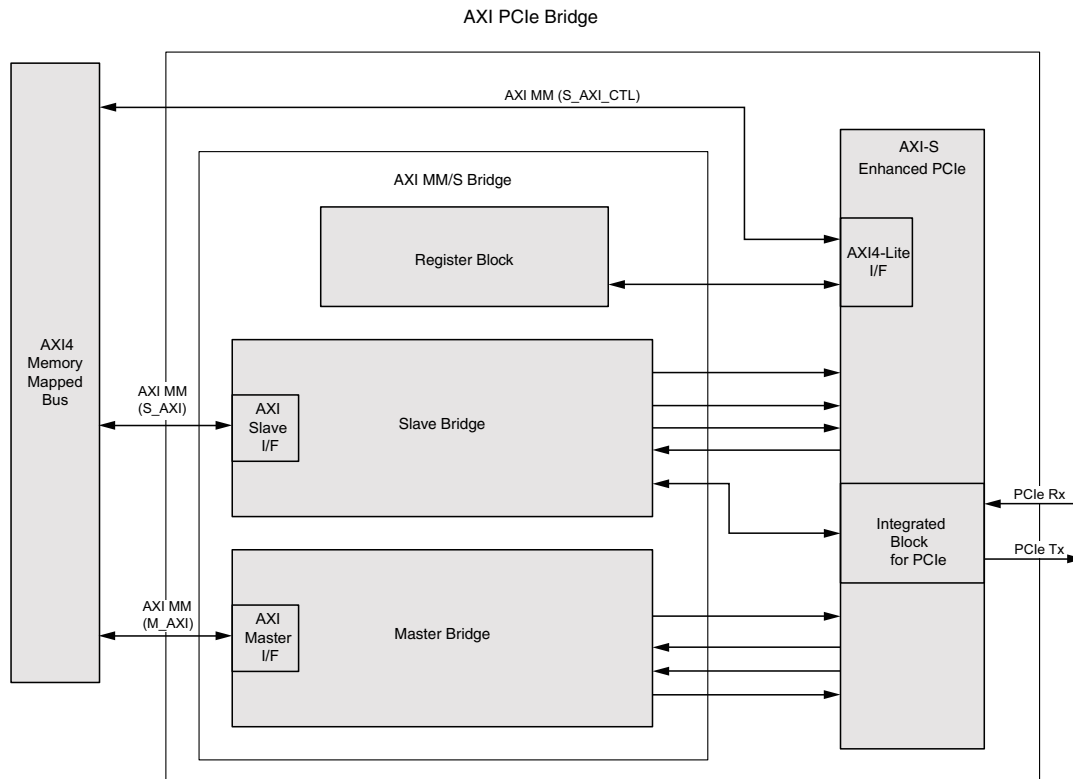 AXI PCIe Bridge
AXI MM (S_AXI_CTL)
AXI-S
Enhanced PCIe
AXI MM/S Bridge
Register Block
AXI4-Lite
I/F
AXI4
Memory
Mapped
Bus
AXI MM
(S_AXI)
AXI
Slave
I/F
Slave Bridge
PCIe Rx
Integrated
Block
for PCIe
PCIe Tx
AXI MM
(M_AXI)
AXI
Master
I/F
Master Bridge